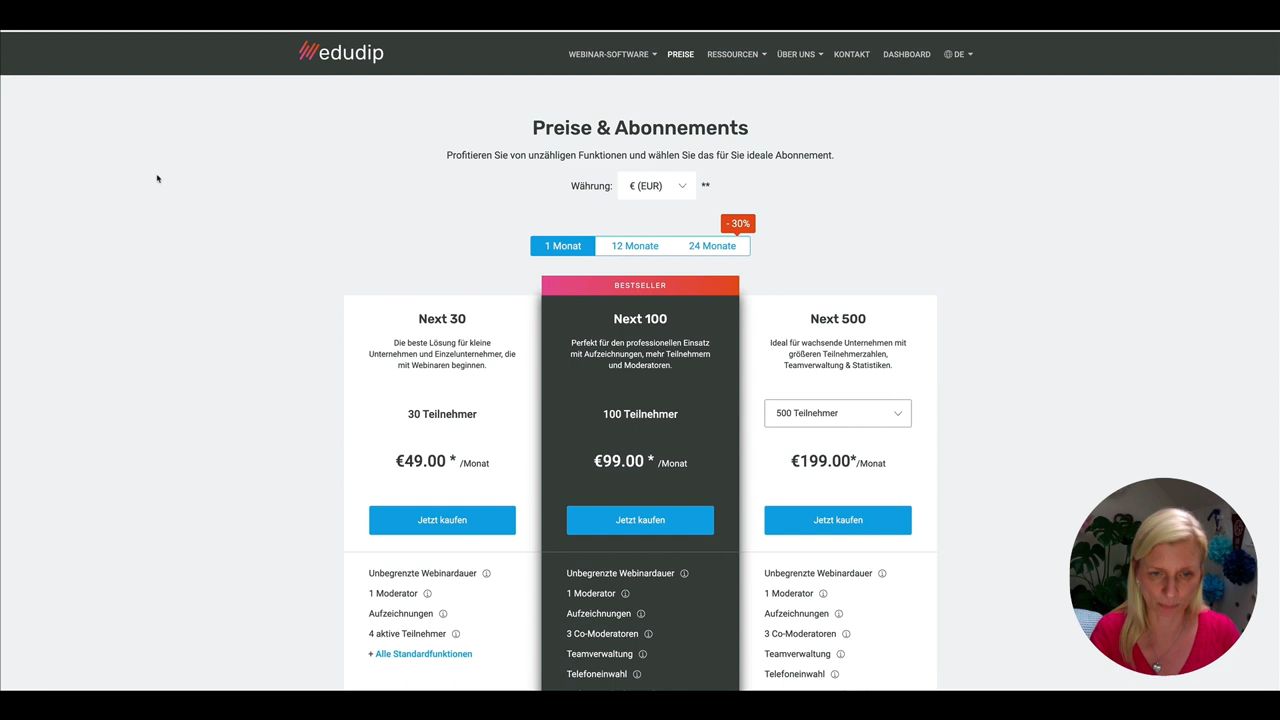 edudip
WEBINAR-SOFTWARE PREISE RESSOURCEN ÜBER UNS KONTAKT DASHBOARD DE
Preise & Abonnements
Profitieren Sie von unzähligen Funktionen und wählen Sie das für Sie ideale Abonnement.
Währung: € (EUR) **
- 30%
1 Monat 12 Monate 24 Monate
BESTSELLER
Next 30
Die beste Lösung für kleine
Unternehmen und Einzelunternehmer, die
mit Webinaren beginnen.
30 Teilnehmer
€49.00 * /Monat
Jetzt kaufen
Unbegrenzte Webinardauer
1 Moderator
Aufzeichnungen
4 aktive Teilnehmer
+ Alle Standardfunktionen
Next 100
Perfekt für den professionellen Einsatz
mit Aufzeichnungen, mehr Teilnehmern
und Moderatoren.
100 Teilnehmer
€99.00 * /Monat
Jetzt kaufen
Unbegrenzte Webinardauer
1 Moderator
Aufzeichnungen
3 Co-Moderatoren
Teamverwaltung
Telefoneinwahl
Next 500
Ideal für wachsende Unternehmen mit
größeren Teilnehmerzahlen,
Teamverwaltung & Statistiken.
500 Teilnehmer
€199.00*/Monat
Jetzt kaufen
Unbegrenzte Webinardauer
1 Moderator
Aufzeichnungen
3 Co-Moderatoren
Teamverwaltung
Telefoneinwahl